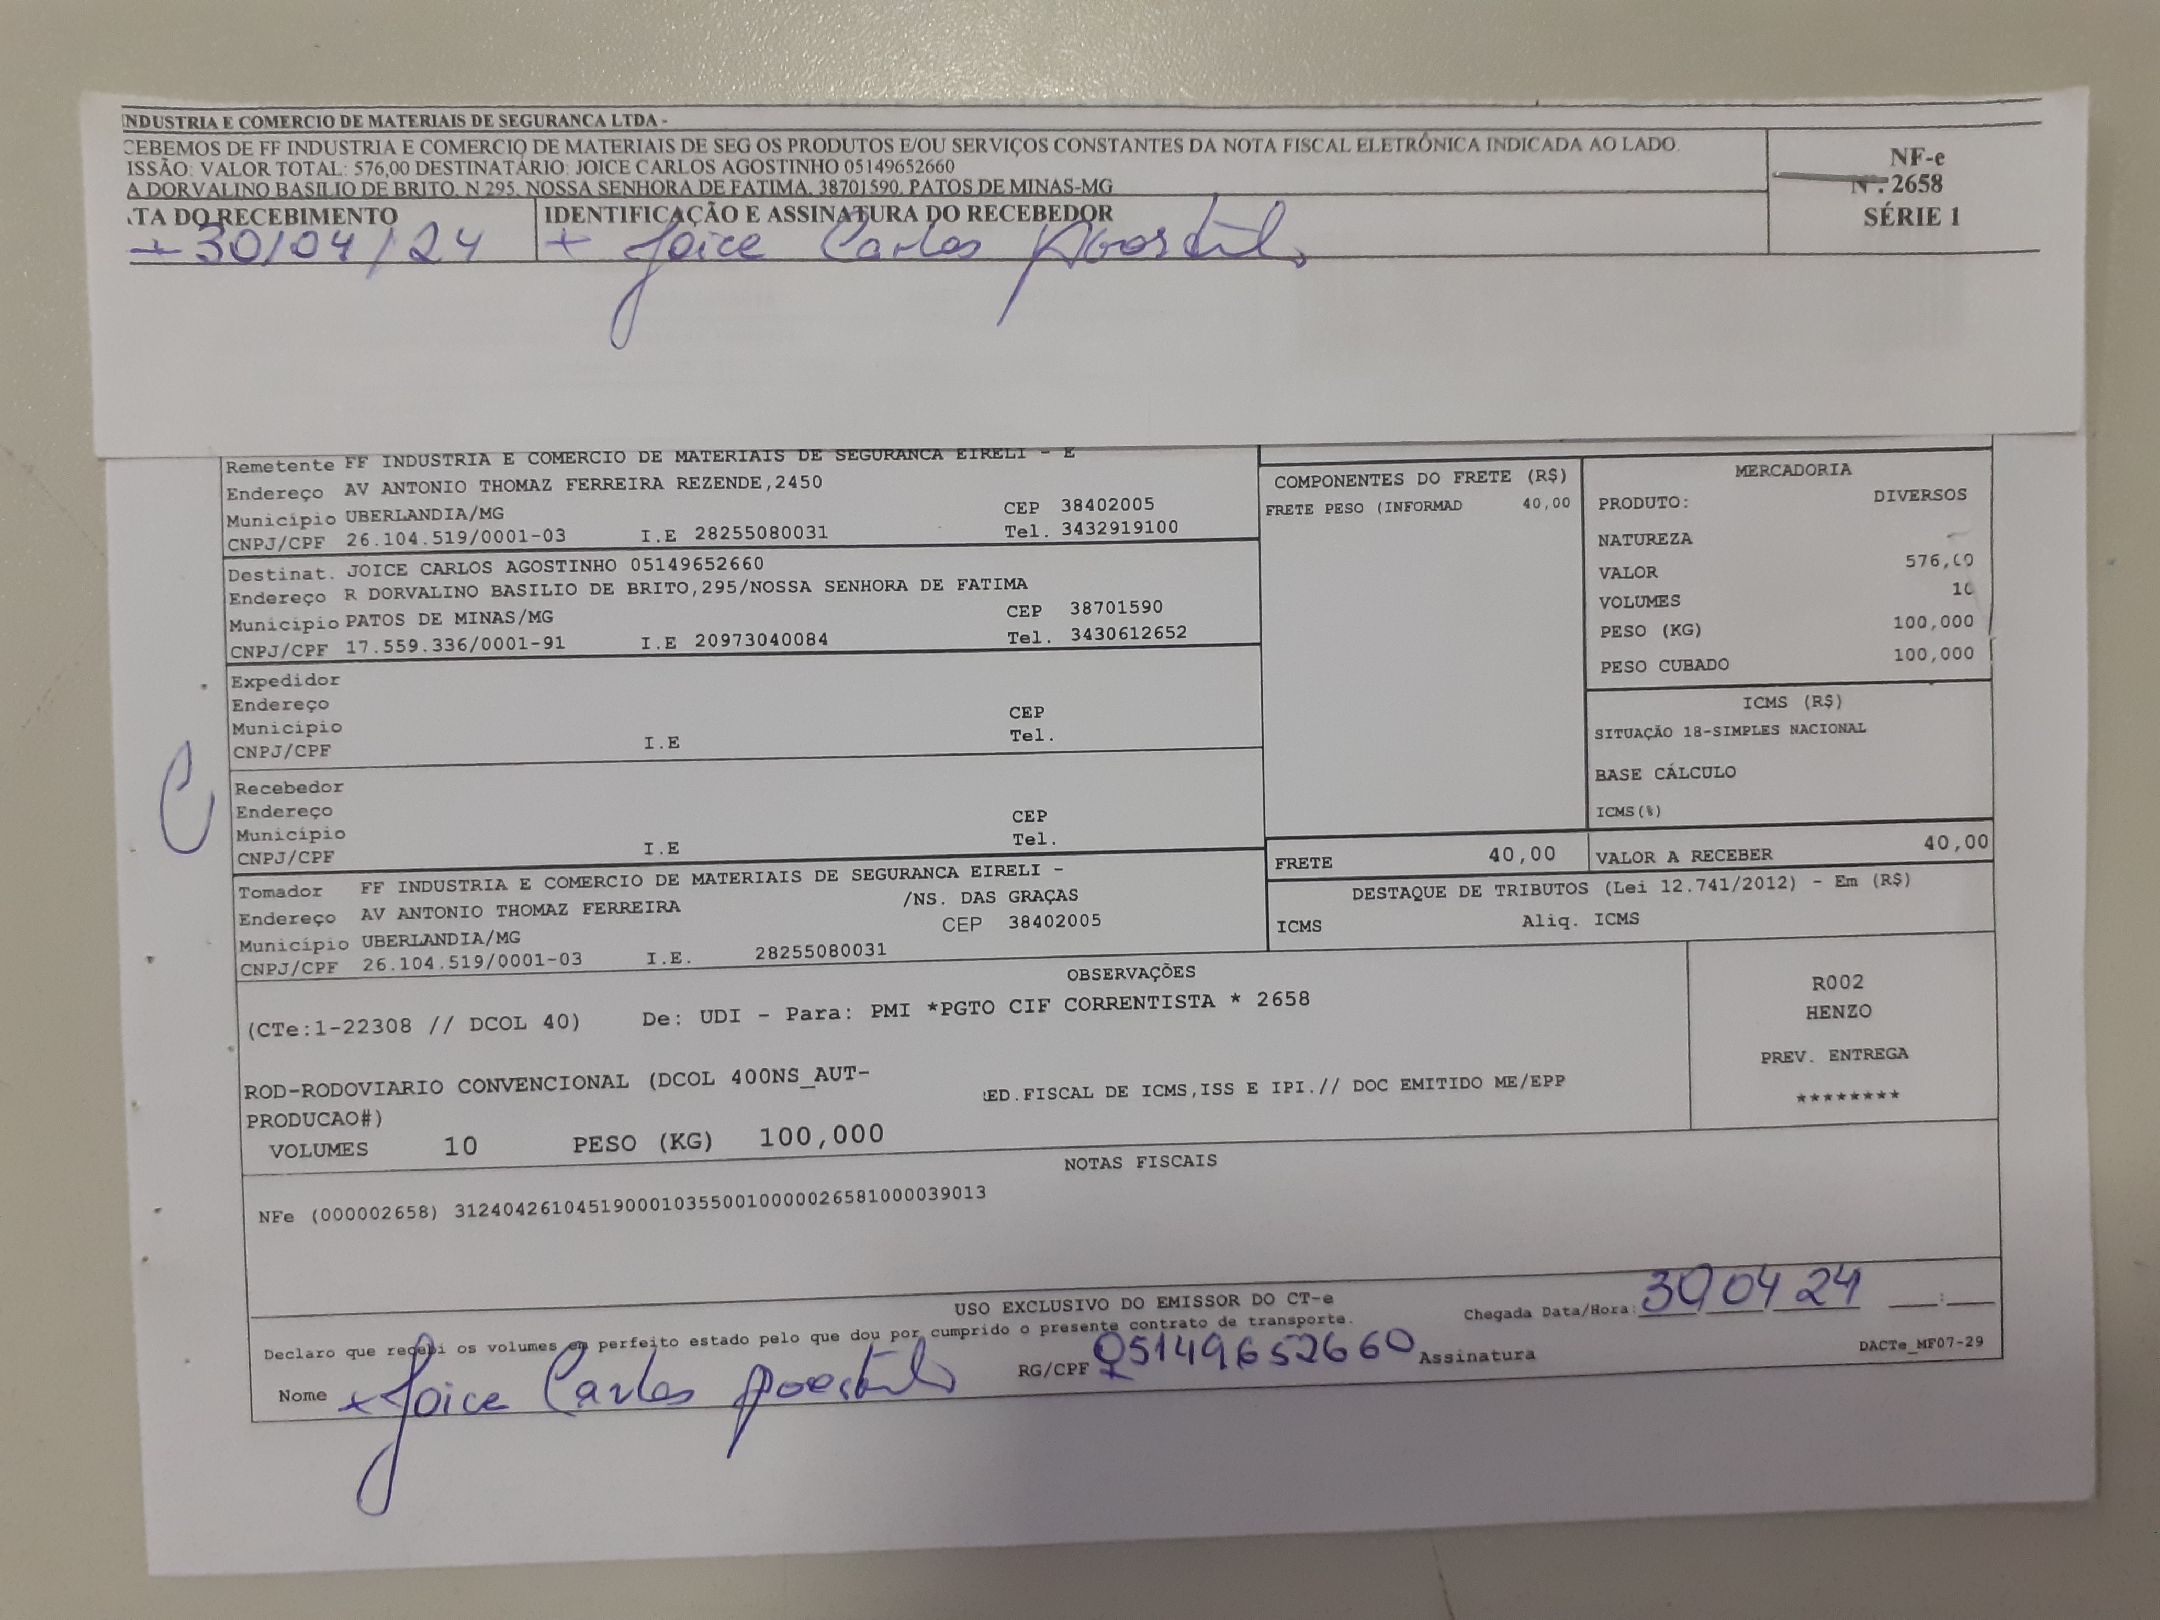 NDUSTRIA E COMERCIO DE MATERIAIS DE SEGURANCA LTDA -
CEBEMOS DE FF INDUSTRIA E COMERCIO DE MATERIAIS DE SEG OS PRODUTOS E/OU SERVIÇOS CONSTANTES DA NOTA FISCAL ELETRÔNICA INDICADA AO LADO.
ISSÃO: VALOR TOTAL: 576,00 DESTINATÁRIO: JOICE CARLOS AGOSTINHO 05149652660
A DORVALINO BASILIO DE BRITO, N 295, NOSSA SENHORA DE FATIMA, 38701590, PATOS DE MINAS-MG
NF-e
Nº. 2658
SÉRIE 1
TA DO RECEBIMENTO
30/04/24
IDENTIFICAÇÃO E ASSINATURA DO RECEBEDOR
+ Joice Carlos Agostinho
Remetente FF INDUSTRIA E COMERCIO DE MATERIAIS DE SEGURANCA EIRELI - E
Endereço AV ANTONIO THOMAZ FERREIRA REZENDE,2450
Município UBERLANDIA/MG CEP 38402005
CNPJ/CPF 26.104.519/0001-03 I.E 28255080031 Tel. 3432919100
Destinat. JOICE CARLOS AGOSTINHO 05149652660
Endereço R DORVALINO BASILIO DE BRITO,295/NOSSA SENHORA DE FATIMA
Município PATOS DE MINAS/MG CEP 38701590
CNPJ/CPF 17.559.336/0001-91 I.E 20973040084 Tel. 3430612652
Expedidor
Endereço
Município CEP
CNPJ/CPF I.E Tel.
Recebedor
Endereço
Município CEP
CNPJ/CPF I.E Tel.
Tomador FF INDUSTRIA E COMERCIO DE MATERIAIS DE SEGURANCA EIRELI -
Endereço AV ANTONIO THOMAZ FERREIRA /NS. DAS GRAÇAS
Município UBERLANDIA/MG CEP 38402005
CNPJ/CPF 26.104.519/0001-03 I.E. 28255080031
COMPONENTES DO FRETE (R$)
FRETE PESO (INFORMAD 40,00
MERCADORIA
PRODUTO: DIVERSOS
NATUREZA
VALOR 576,00
VOLUMES 10
PESO (KG) 100,000
PESO CUBADO 100,000
ICMS (R$)
SITUAÇÃO 18-SIMPLES NACIONAL
BASE CÁLCULO
ICMS(%)
FRETE 40,00 VALOR A RECEBER 40,00
DESTAQUE DE TRIBUTOS (Lei 12.741/2012) - Em (R$)
ICMS Aliq. ICMS
OBSERVAÇÕES
(CTe:1-22308 // DCOL 40) De: UDI - Para: PMI *PGTO CIF CORRENTISTA * 2658
ROD-RODOVIARIO CONVENCIONAL (DCOL 400NS_AUT-
PRODUCAO#)
ED.FISCAL DE ICMS,ISS E IPI.// DOC EMITIDO ME/EPP
VOLUMES 10 PESO (KG) 100,000
R002
HENZO
PREV. ENTREGA
********
NOTAS FISCAIS
NFe (000002658) 31240426104519000103550010000026581000039013
USO EXCLUSIVO DO EMISSOR DO CT-e
Chegada Data/Hora: 30 04 24 __:__
Declaro que recebi os volumes em perfeito estado pelo que dou por cumprido o presente contrato de transporte.
Nome + Joice Carlos Agostinho RG/CPF 05149652660 Assinatura
DACTe_MF07-29